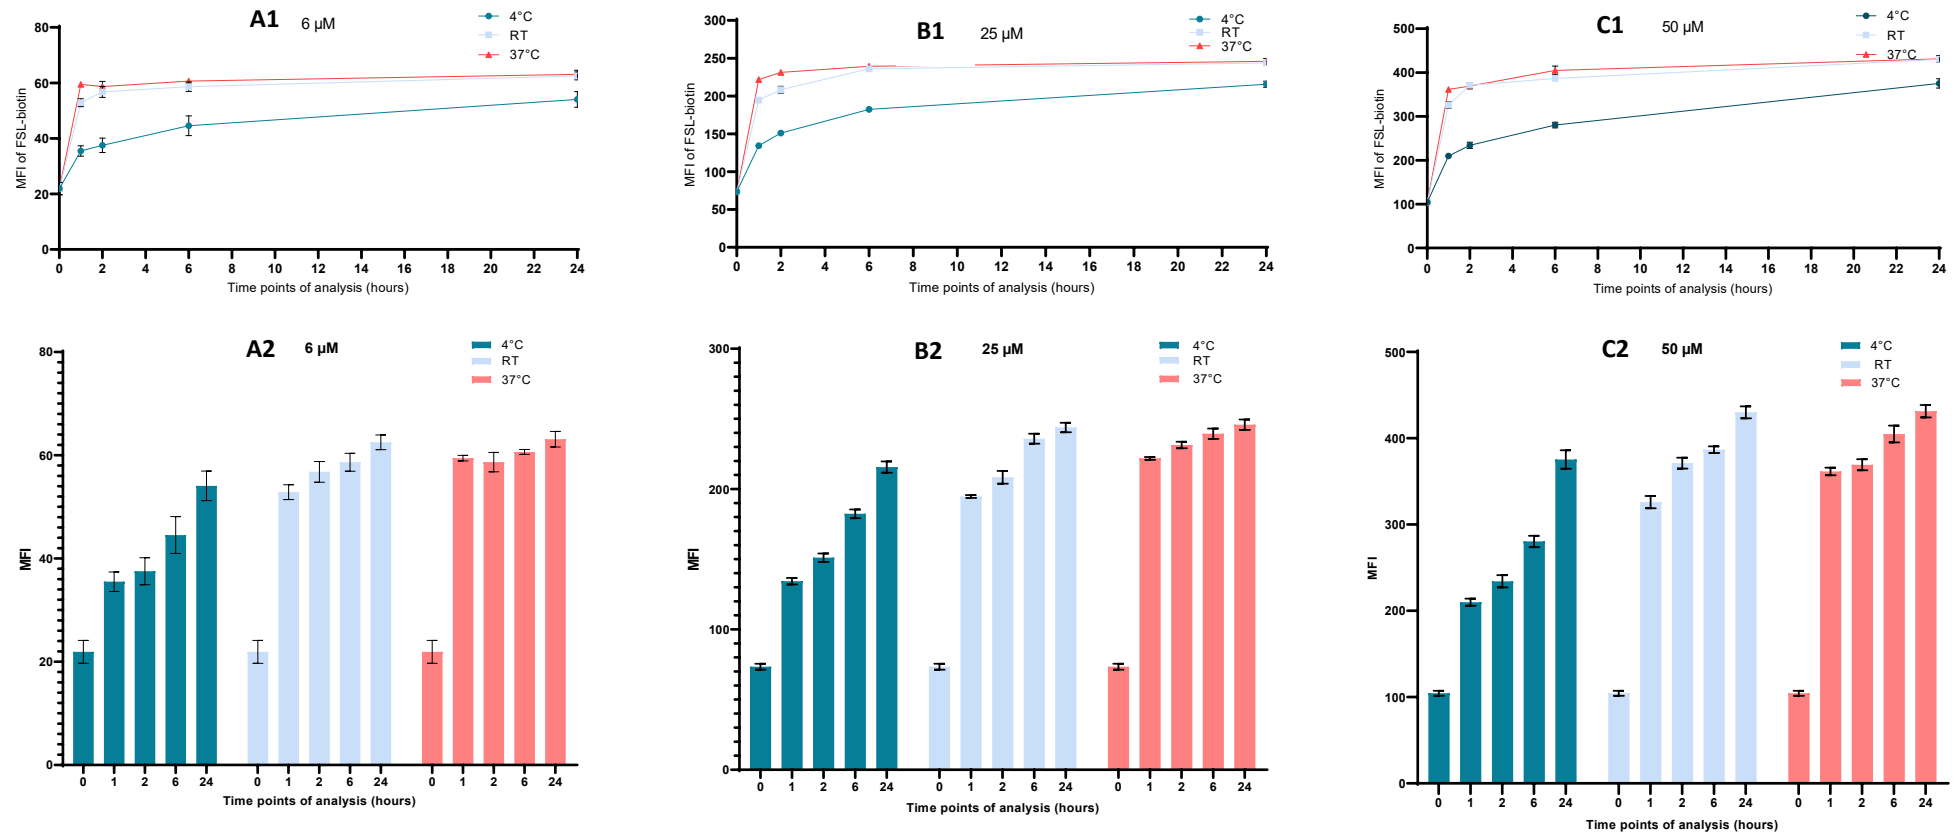 A1 6 µM
4°C
RT
37°C
80
60
40
20
0
MFI of FSL-biotin
0 2 4 6 8 10 12 14 16 18 20 22 24
Time points of analysis (hours)
B1 25 µM
4°C
RT
37°C
300
250
200
150
100
50
0
MFI of FSL-biotin
0 2 4 6 8 10 12 14 16 18 20 22 24
Time points of analysis (hours)
C1 50 µM
4°C
RT
37°C
500
400
300
200
100
0
MFI of FSL-biotin
0 2 4 6 8 10 12 14 16 18 20 22 24
Time points of analysis (hours)
A2 6 µM
4°C
RT
37°C
80
60
40
20
0
MFI
0 1 2 6 24 0 1 2 6 24 0 1 2 6 24
Time points of analysis (hours)
B2 25 µM
4°C
RT
37°C
300
200
100
0
MFI
0 1 2 6 24 0 1 2 6 24 0 1 2 6 24
Time points of analysis (hours)
C2 50 µM
4°C
RT
37°C
500
400
300
200
100
0
MFI
0 1 2 6 24 0 1 2 6 24 0 1 2 6 24
Time points of analysis (hours)